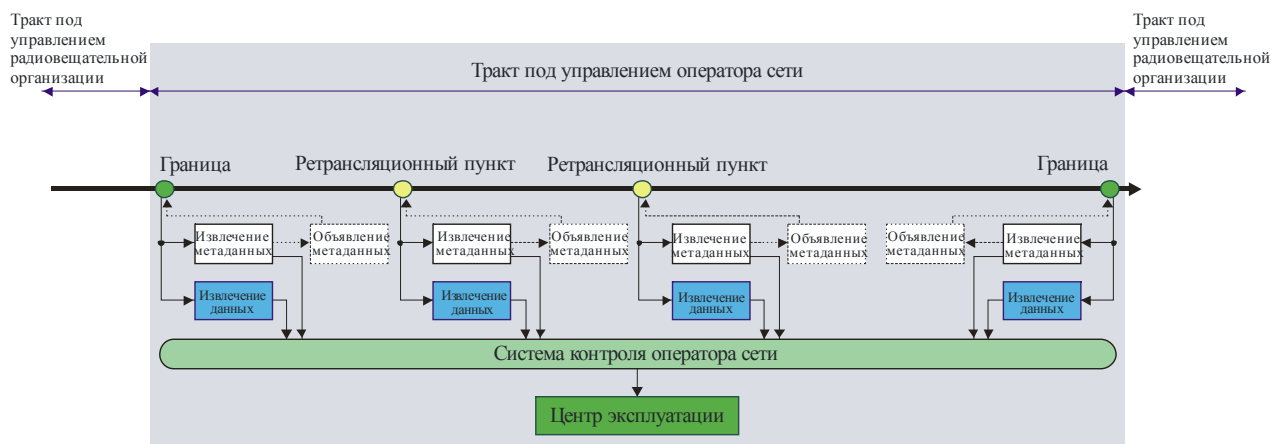 Тракт под
управлением
радиовещательной
организации
Тракт под
управлением
радиовещательной
организации
Тракт под управлением оператора сети
Граница
Ретрансляционный пункт
Ретрансляционный пункт
Граница
Извлечение
метаданных
Объявление
метаданных
Извлечение
метаданных
Объявление
метаданных
Извлечение
метаданных
Объявление
метаданных
Объявление
метаданных
Извлечение
метаданных
Извлечение
данных
Извлечение
данных
Извлечение
данных
Извлечение
данных
Система контроля оператора сети
Центр эксплуатации